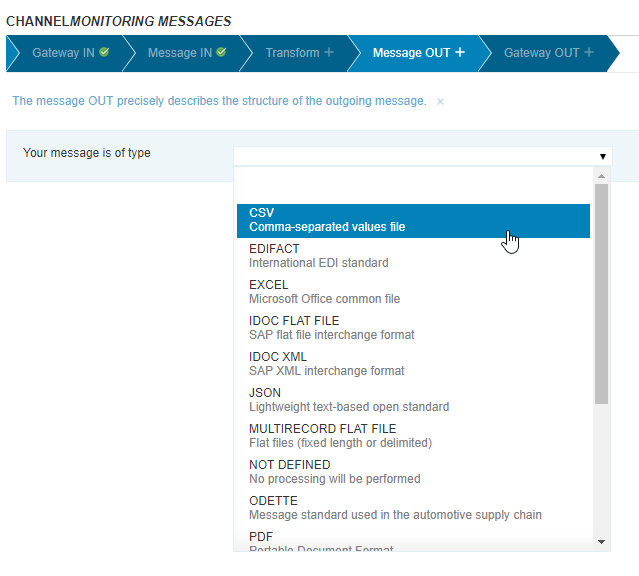 CHANNELMONITORING MESSAGES
Gateway IN
Message IN
Transform +
Message OUT +
Gateway OUT +
The message OUT precisely describes the structure of the outgoing message. ×
Your message is of type
CSV
Comma-separated values file
EDIFACT
International EDI standard
EXCEL
Microsoft Office common file
IDOC FLAT FILE
SAP flat file interchange format
IDOC XML
SAP XML interchange format
JSON
Lightweight text-based open standard
MULTIRECORD FLAT FILE
Flat files (fixed length or delimited)
NOT DEFINED
No processing will be performed
ODETTE
Message standard used in the automotive supply chain
PDF
Portable Document Format